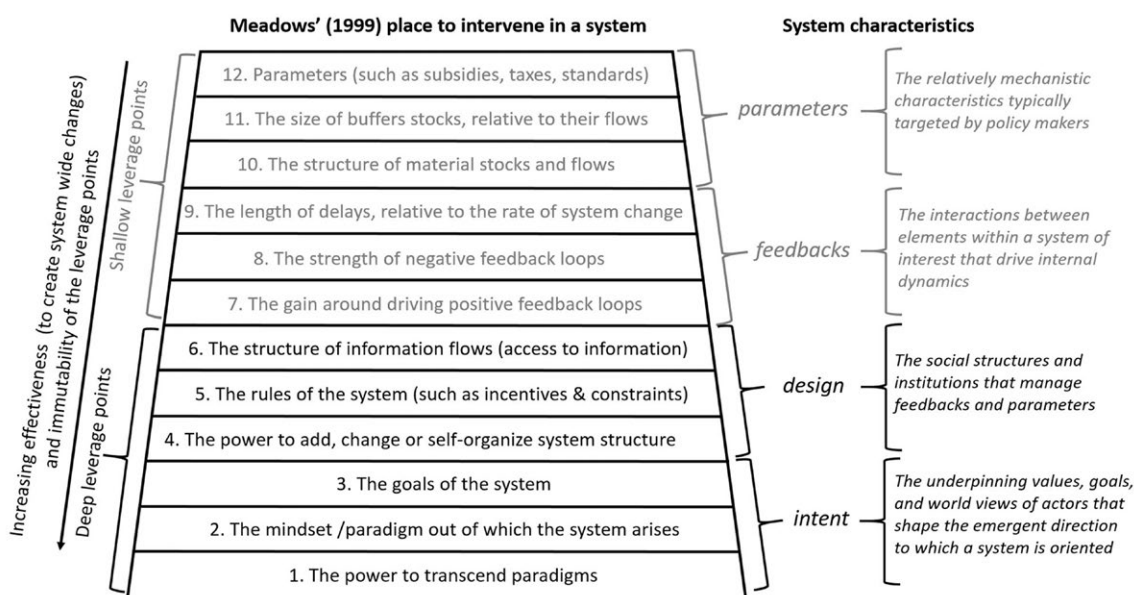 Meadows' (1999) place to intervene in a system
System characteristics
12. Parameters (such as subsidies, taxes, standards)
11. The size of buffers stocks, relative to their flows
10. The structure of material stocks and flows
9. The length of delays, relative to the rate of system change
8. The strength of negative feedback loops
7. The gain around driving positive feedback loops
6. The structure of information flows (access to information)
5. The rules of the system (such as incentives & constraints)
4. The power to add, change or self-organize system structure
3. The goals of the system
2. The mindset /paradigm out of which the system arises
1. The power to transcend paradigms
Increasing effectiveness (to create system wide changes)
and immutability of the leverage points
Shallow leverage points
Deep leverage points
parameters
The relatively mechanistic
characteristics typically
targeted by policy makers
feedbacks
The interactions between
elements within a system of
interest that drive internal
dynamics
design
The social structures and
institutions that manage
feedbacks and parameters
intent
The underpinning values, goals,
and world views of actors that
shape the emergent direction
to which a system is oriented